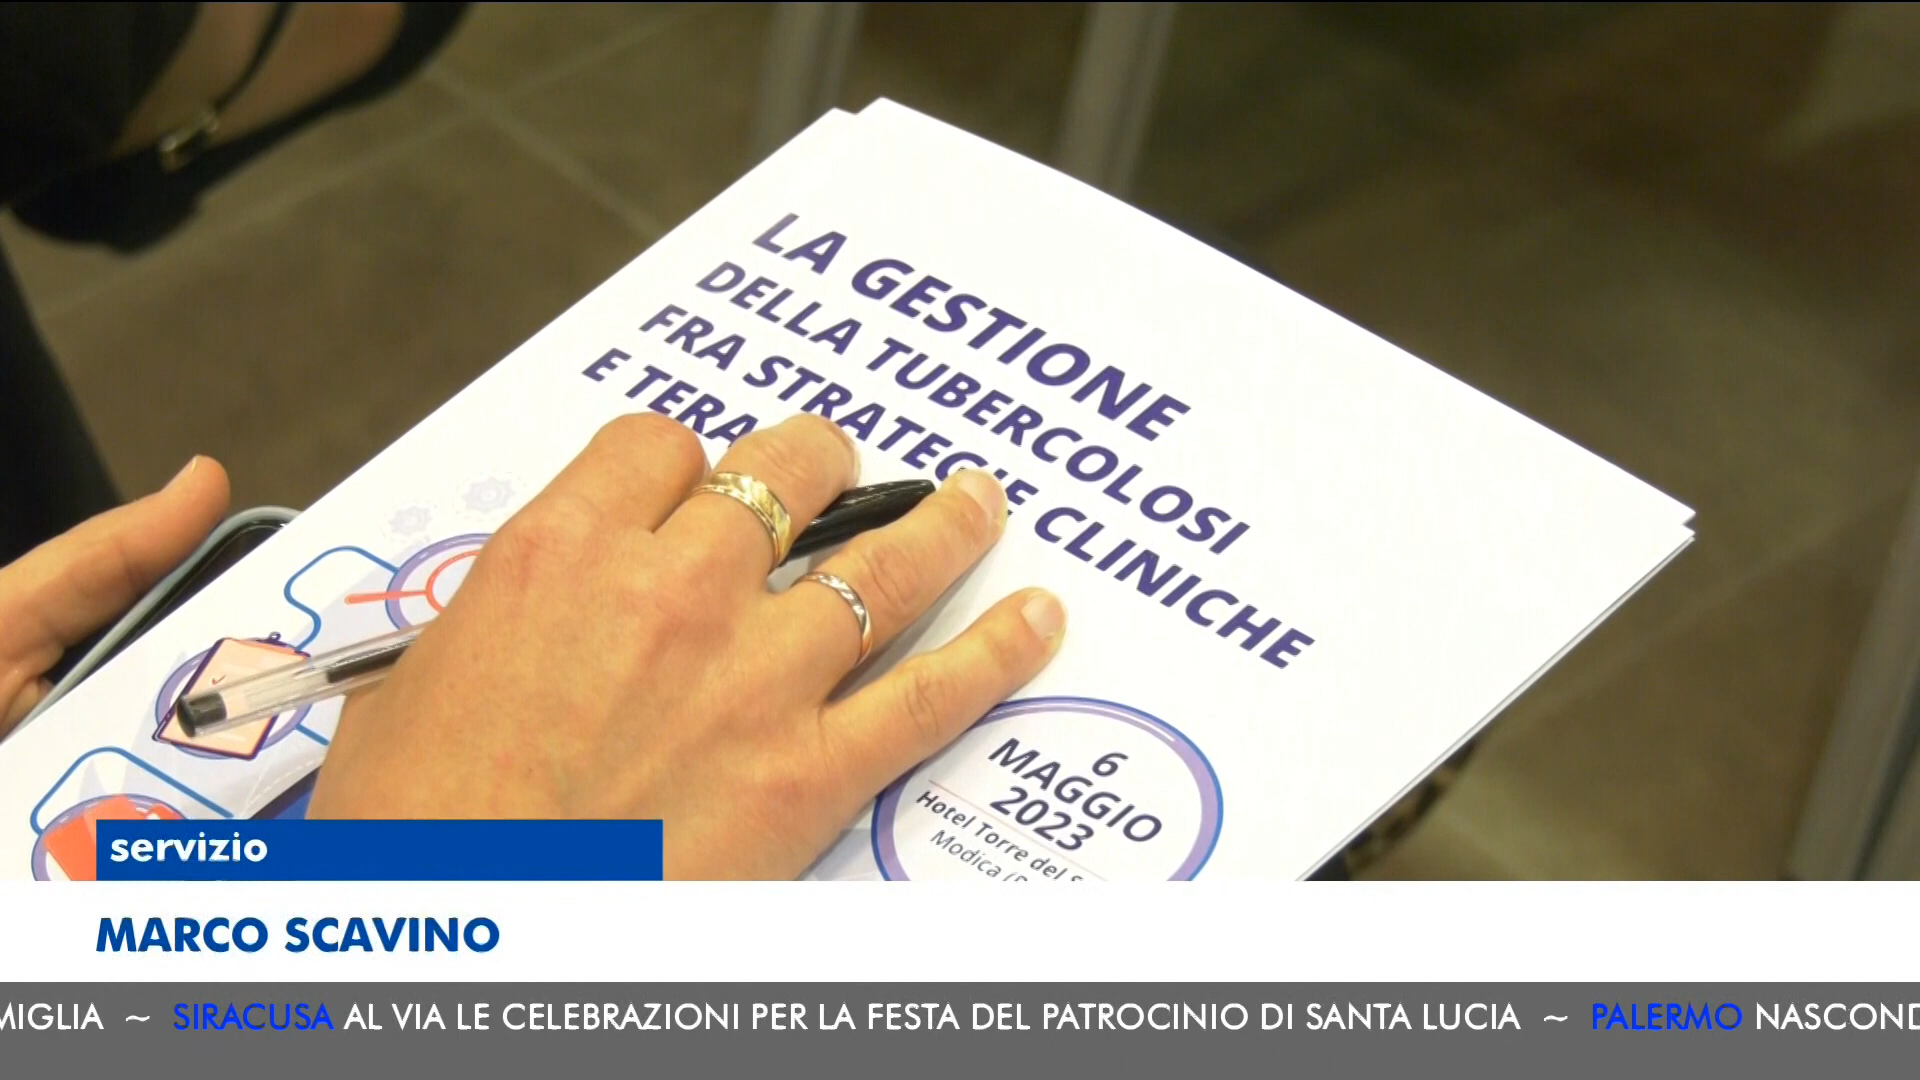 LA GESTIONE
DELLA TUBERCOLOSI
FRA STRATEGIE CLINICHE
E
6
MAGGIO
2023
Hotel Torre del
Modica
servizio
MARCO SCAVINO
MIGLIA ~ SIRACUSA AL VIA LE CELEBRAZIONI PER LA FESTA DEL PATROCINIO DI SANTA LUCIA ~ PALERMO NASCOND